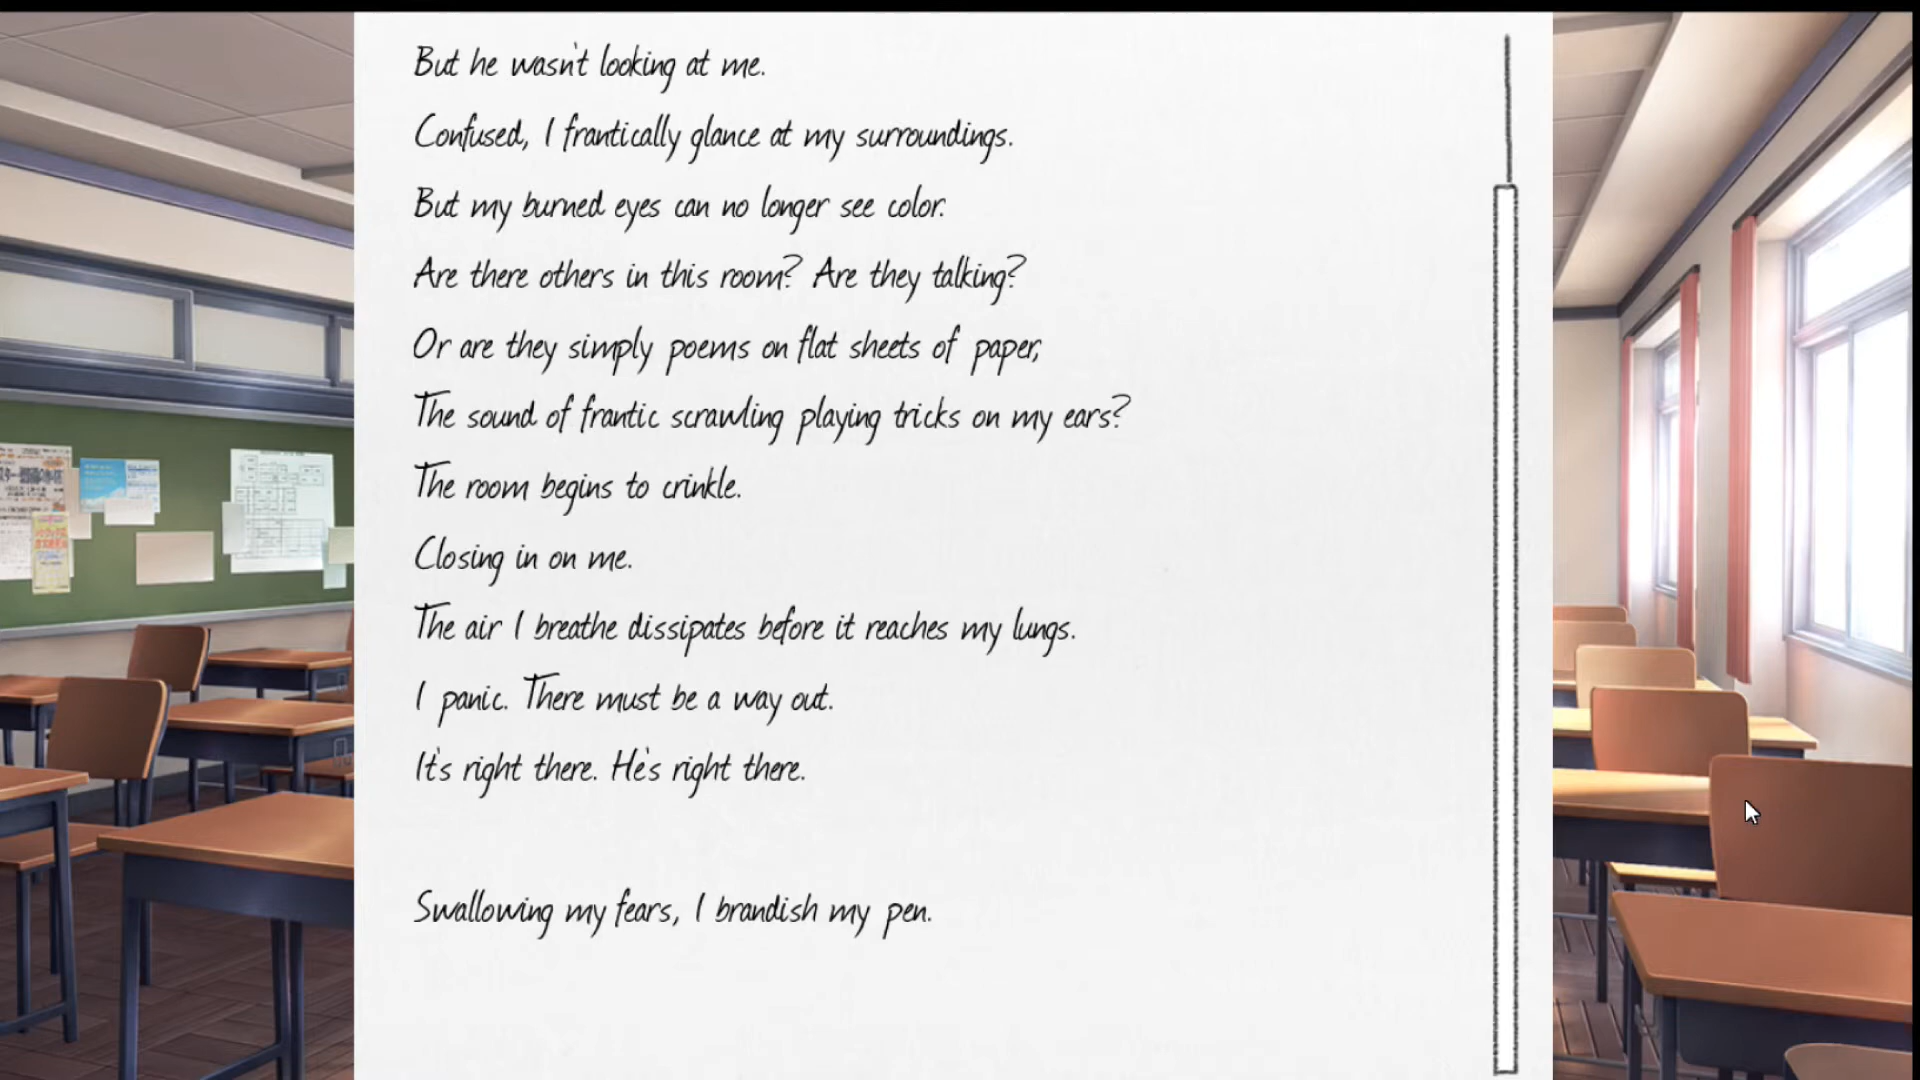 But he wasn't looking at me.
Confused, I frantically glance at my surroundings.
But my burned eyes can no longer see color.
Are there others in this room? Are they talking?
Or are they simply poems on flat sheets of paper,
The sound of frantic scrawling playing tricks on my ears?
The room begins to crinkle.
Closing in on me.
The air I breathe dissipates before it reaches my lungs.
I panic. There must be a way out.
It's right there. He's right there.
Swallowing my fears, I brandish my pen.